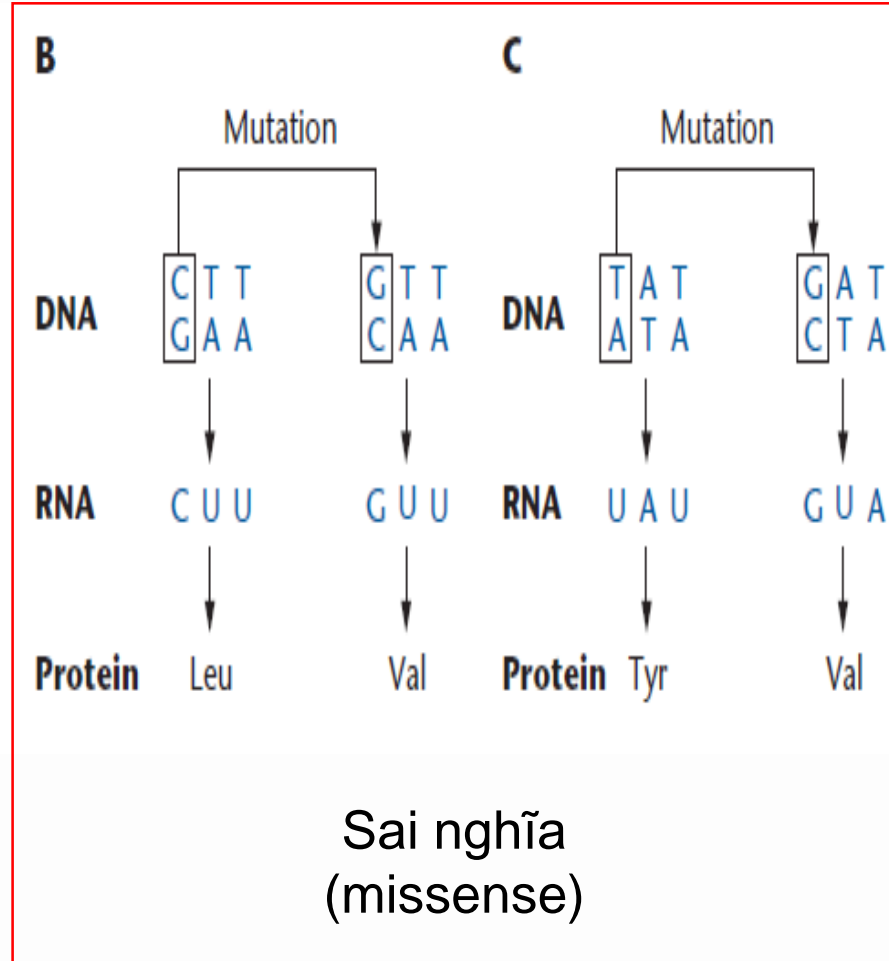 B
Mutation
DNA
C T T G T T
G A A C A A
RNA C U U G U U
Protein Leu Val
C
Mutation
DNA
T A T G A T
A T A C T A
RNA U A U G U A
Protein Tyr Val
Sai nghĩa
(missense)